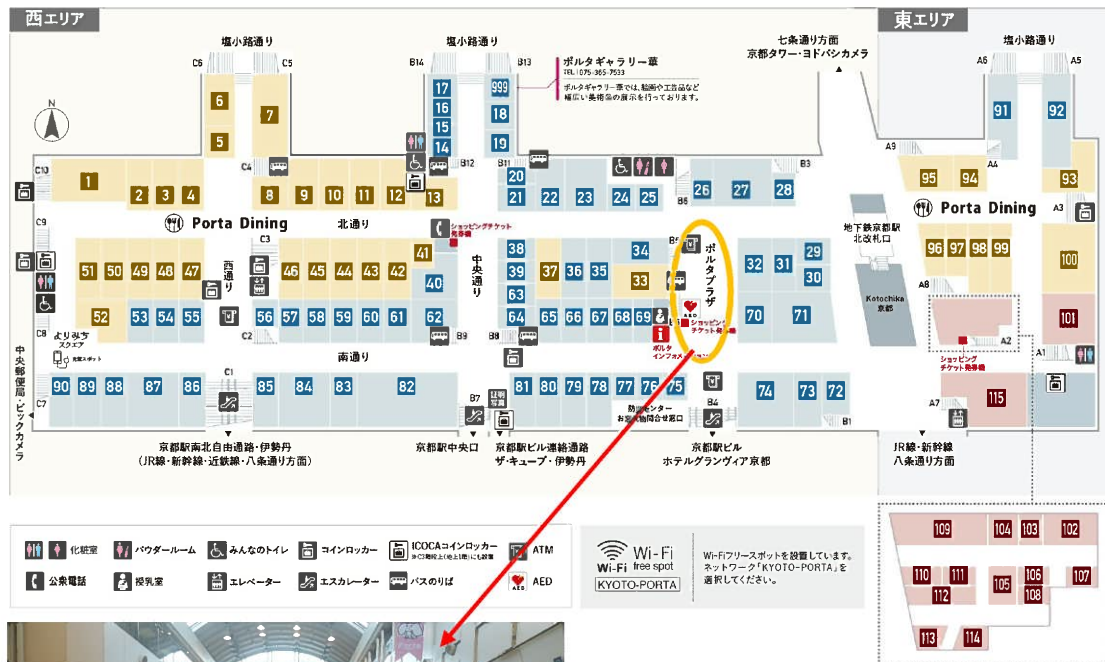 西エリア
東エリア
塩小路通り
塩小路通り
七条通り方面
京都タワー・ヨドバシカメラ
塩小路通り
C6
C5
B14
B13
A6
A5
ポルタギャラリー華
TEL:075-365-7533
ポルタギャラリー華では、絵画や工芸品など
幅広い美術品の展示を行っております。
N
6
7
5
17
16
15
14
999
18
19
91
92
C10
C4
B12
B11
B3
A9
A4
1
2
3
4
8
9
10
11
12
13
20
21
22
23
24
25
B6
26
27
28
95
94
93
A3
C9
Porta Dining
北通り
ショッピングチケット
発券機
中央通り
ポルタプラザ
地下鉄京都駅
北改札口
Porta Dining
51
50
49
48
47
西通り
C3
46
45
44
43
42
41
40
38
39
63
37
36
35
34
33
B5
32
31
29
30
96
97
98
99
100
A8
Kotochika
京都
52
53
54
55
56
57
58
59
60
61
62
64
65
66
67
68
69
AED
ショッピング
チケット発券機
70
71
101
C8
よりみち
スクエア
充電スポット
C2
南通り
B9
B8
ポルタ
インフォメーション
A2
A1
ショッピング
チケット発券機
中央郵便局・ビックカメラ
C7
90
89
88
87
86
C1
85
84
83
82
B7
証明
写真
81
80
79
78
77
76
75
防災センター
お忘れ物問合せ窓口
B4
74
73
72
B1
A7
115
京都駅南北自由通路・伊勢丹
(JR線・新幹線・近鉄線・八条通り方面)
京都駅中央口
京都駅ビル連絡通路
ザ・キューブ・伊勢丹
京都駅ビル
ホテルグランヴィア京都
JR線・新幹線
八条通り方面
化粧室
パウダールーム
みんなのトイレ
コインロッカー
ICOCAコインロッカー
ATM
公衆電話
授乳室
エレベーター
エスカレーター
バスのりば
AED
AED
Wi-Fi
Wi-Fi
free spot
KYOTO-PORTA
Wi-Fiフリースポットを設置しています。
ネットワーク「KYOTO-PORTA」を
選択してください。
109
104
103
102
110
111
105
106
107
112
108
113
114